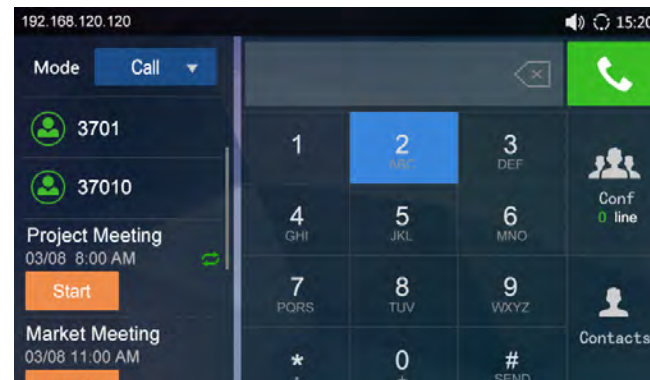 192.168.120.120
15:20
Mode
Call
3701
37010
Project Meeting
03/08 8:00 AM
Start
Market Meeting
03/08 11:00 AM
1
2
ABC
3
DEF
4
GHI
5
JKL
6
MNO
7
PQRS
8
TUV
9
WXYZ
*
.
0
+
#
SEND
Conf
0 line
Contacts